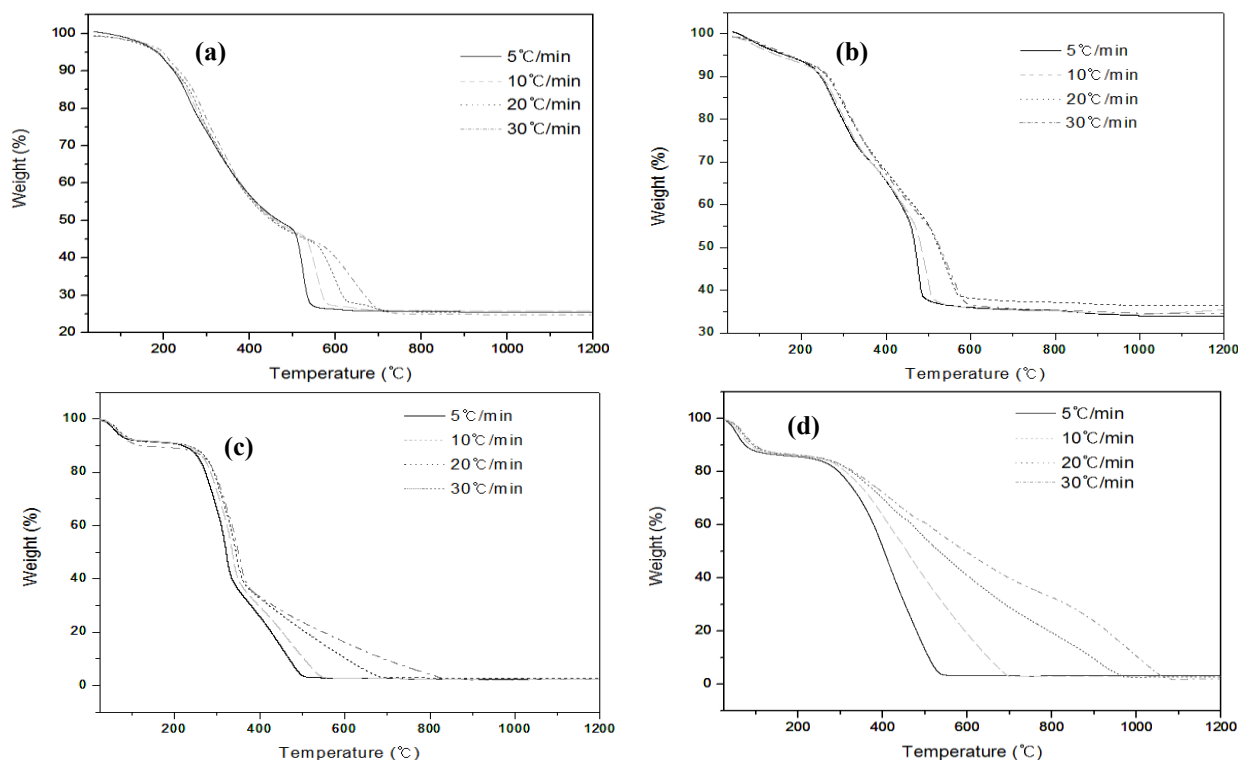 (a)
5℃/min
10℃/min
20℃/min
30℃/min
Weight (%)
100
90
80
70
60
50
40
30
20
200
400
600
800
1000
1200
Temperature (℃)
(b)
5℃/min
10℃/min
20℃/min
30℃/min
Weight (%)
100
90
80
70
60
50
40
30
200
400
600
800
1000
1200
Temperature (℃)
(c)
5℃/min
10℃/min
20℃/min
30℃/min
Weight (%)
100
80
60
40
20
0
200
400
600
800
1000
1200
Temperature (℃)
(d)
5℃/min
10℃/min
20℃/min
30℃/min
Weight (%)
100
80
60
40
20
0
0
200
400
600
800
1000
1200
Temperature (℃)